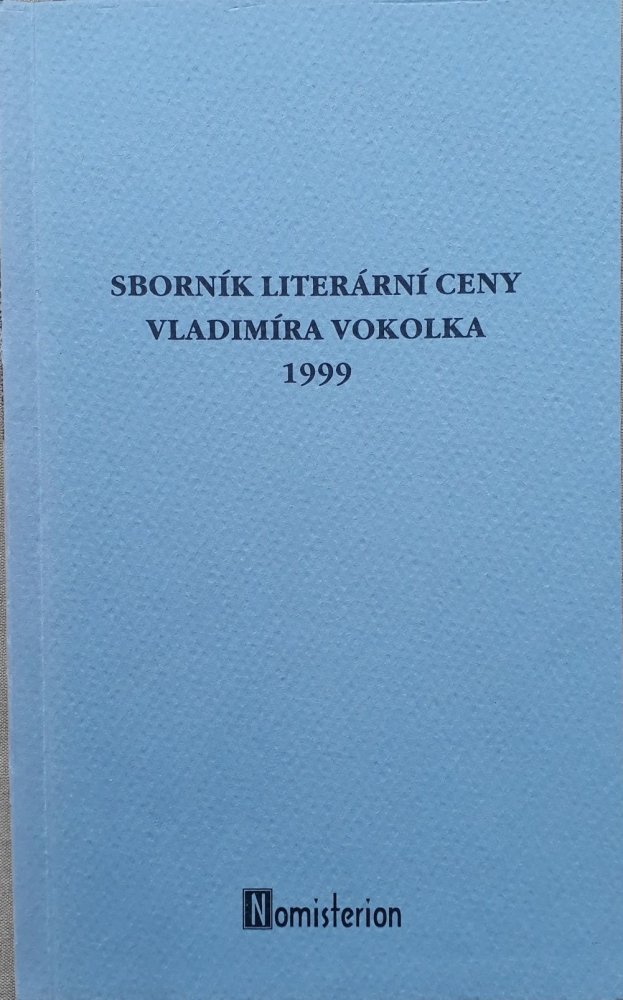 SBORNÍK LITERÁRNÍ CENY
VLADIMÍRA VOKOLKA
1999
Nomisterion